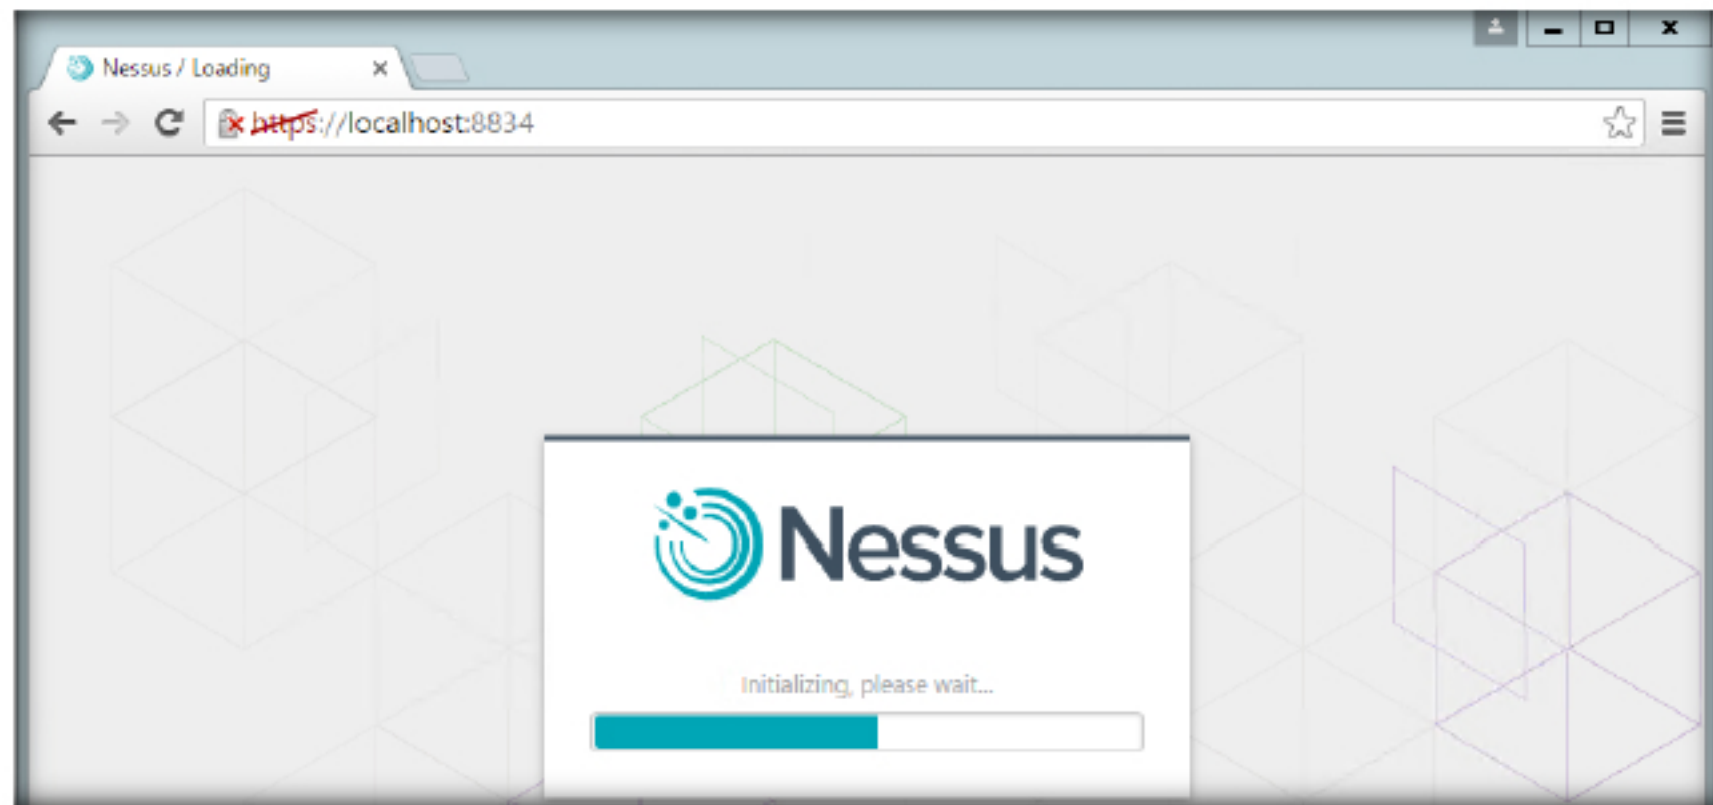 Nessus / Loading
https://localhost:8834
Nessus
Initializing, please wait...